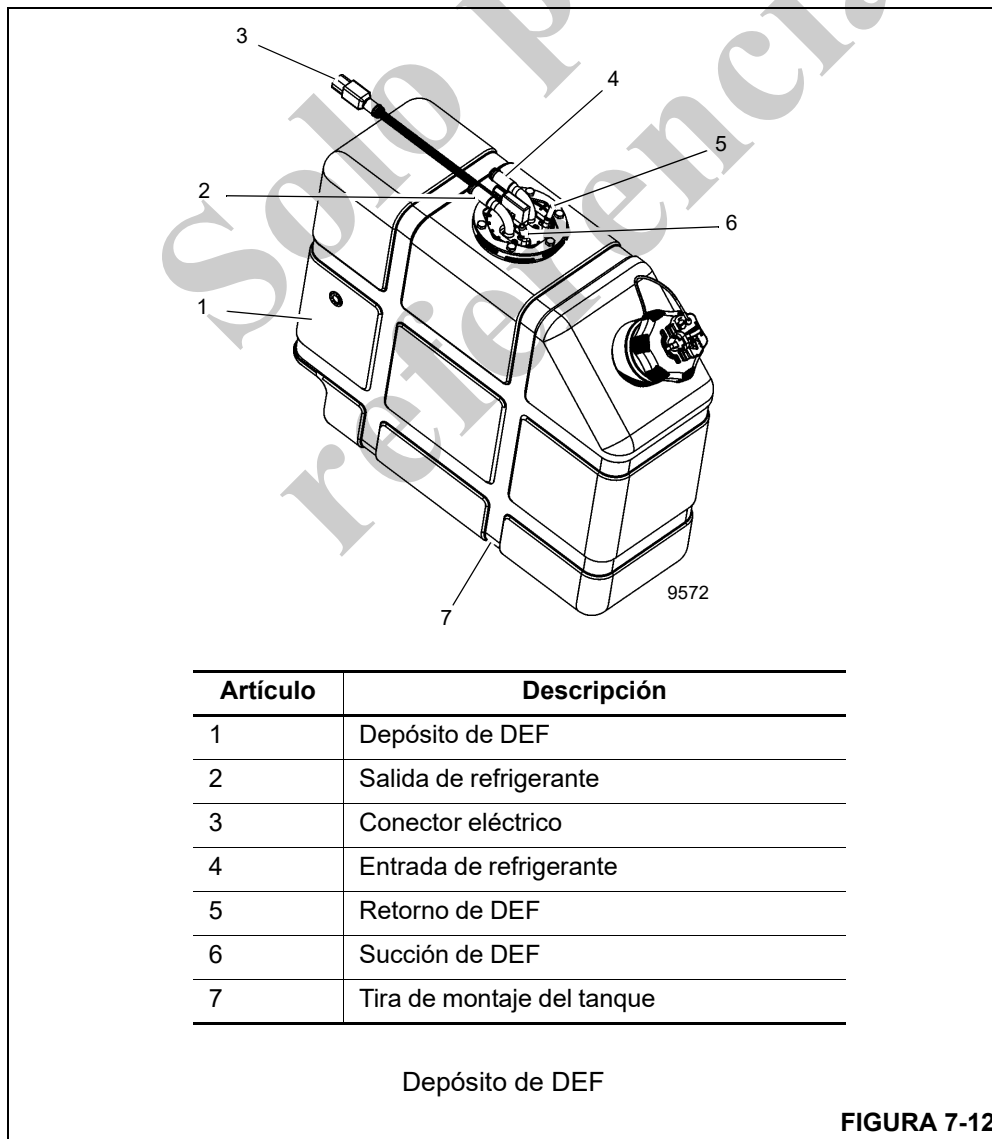 Solo p
referencia
3
4
5
2
6
1
9572
7
Artículo Descripción
1 Depósito de DEF
2 Salida de refrigerante
3 Conector eléctrico
4 Entrada de refrigerante
5 Retorno de DEF
6 Succión de DEF
7 Tira de montaje del tanque
Depósito de DEF
FIGURA 7-12